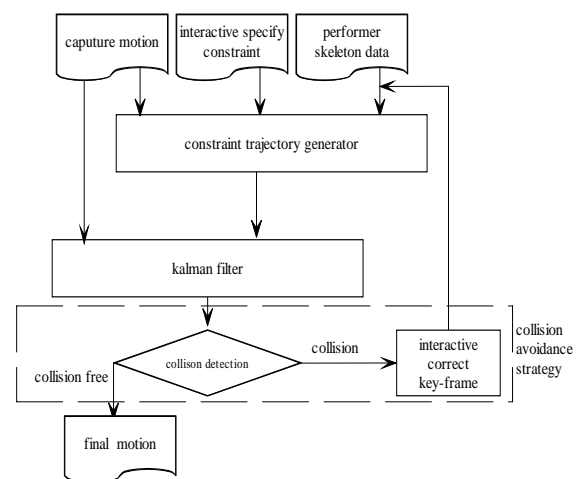 caputure motion
interactive specify
constraint
performer
skeleton data
constraint trajectory generator
kalman filter
collison detection
collision
interactive
correct
key-frame
collision
avoidance
strategy
collision free
final motion